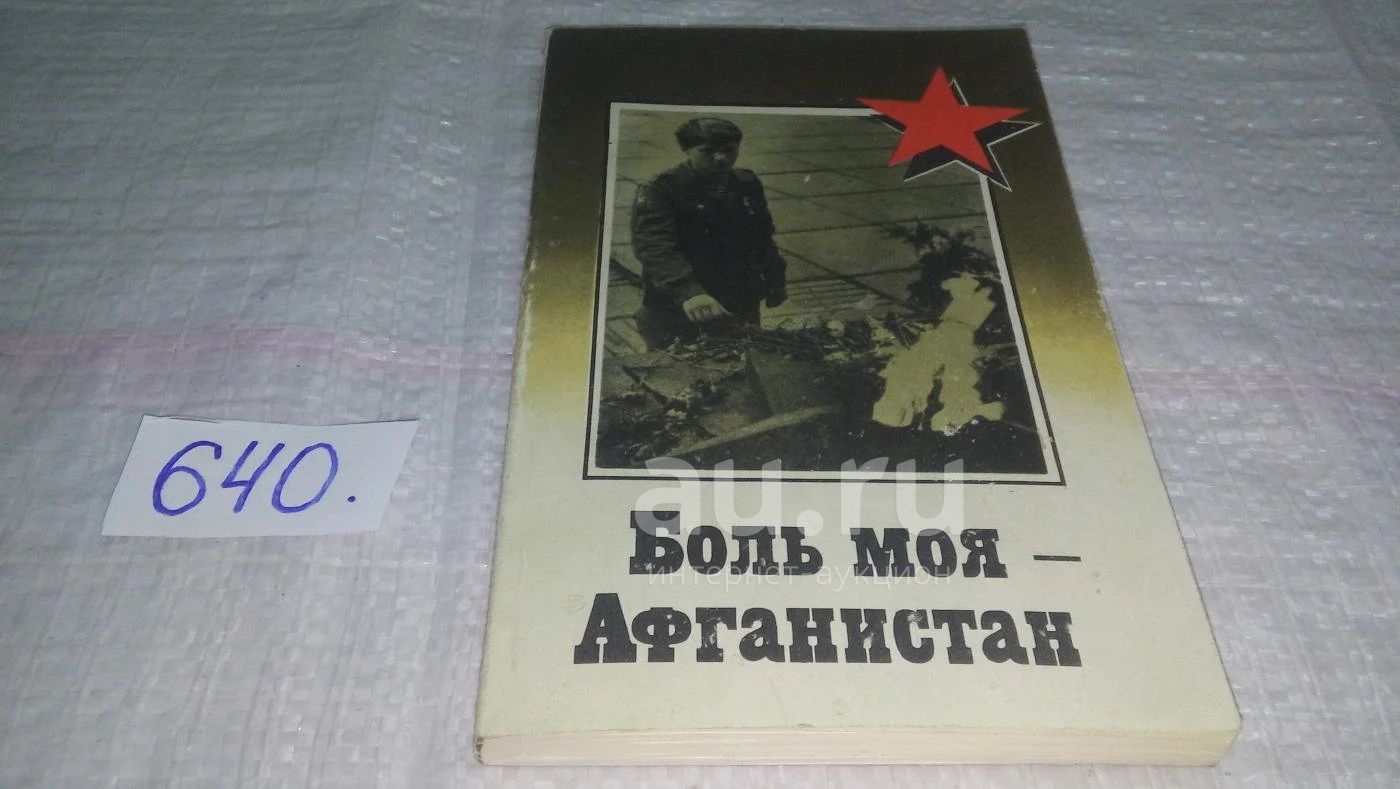 640.
au.ru
интернет аукцион
Боль моя –
Афганистан